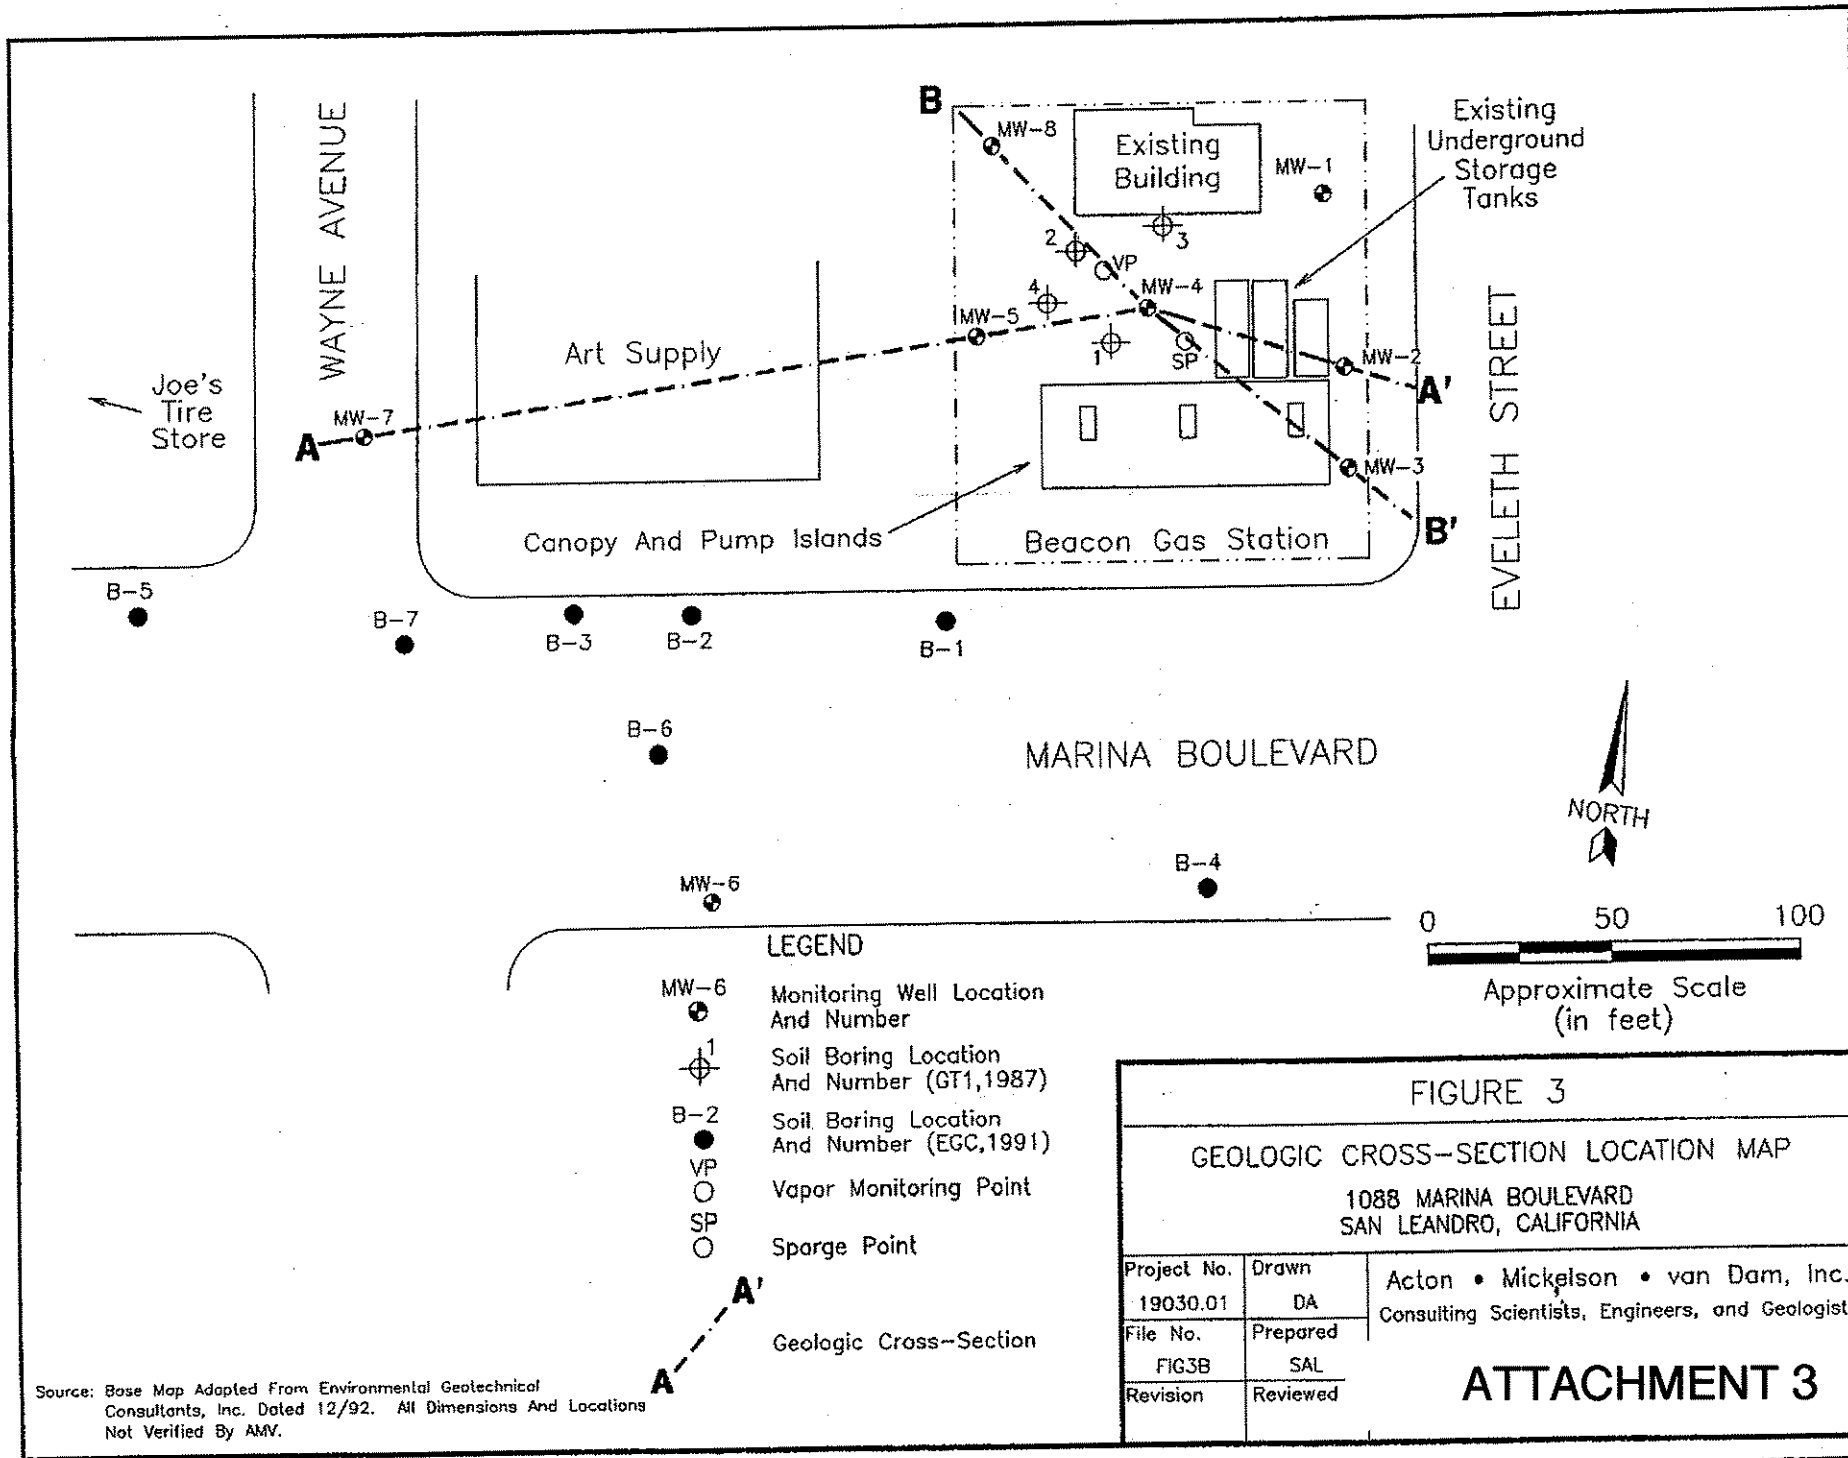 B
MW-8
Existing
Building
MW-1
Existing
Underground
Storage
Tanks
WAYNE AVENUE
2
3
VP
4
MW-4
MW-5
1
SP
Art Supply
MW-2
A'
EVELETH STREET
Joe's
Tire
Store
MW-7
A
MW-3
B'
Canopy And Pump Islands
Beacon Gas Station
B-5
B-7
B-3
B-2
B-1
B-6
MARINA BOULEVARD
NORTH
B-4
MW-6
0 50 100
Approximate Scale
(in feet)
LEGEND
MW-6
Monitoring Well Location
And Number
1
Soil Boring Location
And Number (GT1,1987)
B-2
Soil Boring Location
And Number (EGC,1991)
VP
Vapor Monitoring Point
SP
Sparge Point
A'
Geologic Cross-Section
A
Source: Base Map Adapted From Environmental Geotechnical
Consultants, Inc. Dated 12/92. All Dimensions And Locations
Not Verified By AMV.
FIGURE 3
GEOLOGIC CROSS-SECTION LOCATION MAP
1088 MARINA BOULEVARD
SAN LEANDRO, CALIFORNIA
Project No.
19030.01
Drawn
DA
Acton • Mickelson • van Dam, Inc.
Consulting Scientists, Engineers, and Geologist
File No.
FIG3B
Prepared
SAL
Revision
Reviewed
ATTACHMENT 3